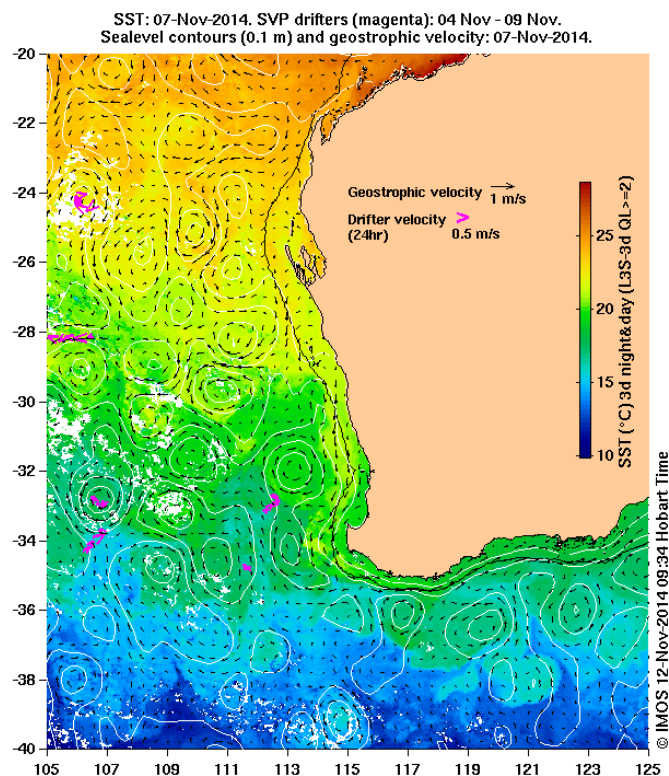 SST: 07-Nov-2014. SVP drifters (magenta): 04 Nov - 09 Nov.
Sealevel contours (0.1 m) and geostrophic velocity: 07-Nov-2014.
-20
-22
-24
-26
-28
-30
-32
-34
-36
-38
-40
Geostrophic velocity
1 m/s
Drifter velocity
(24hr)
0.5 m/s
25
20
15
10
SST (°C) 3d night&day (L3S-3d QL>=2)
© IMOS 12-Nov-2014 08:34 Hobart Time
105 107 109 111 113 115 117 119 121 123 125